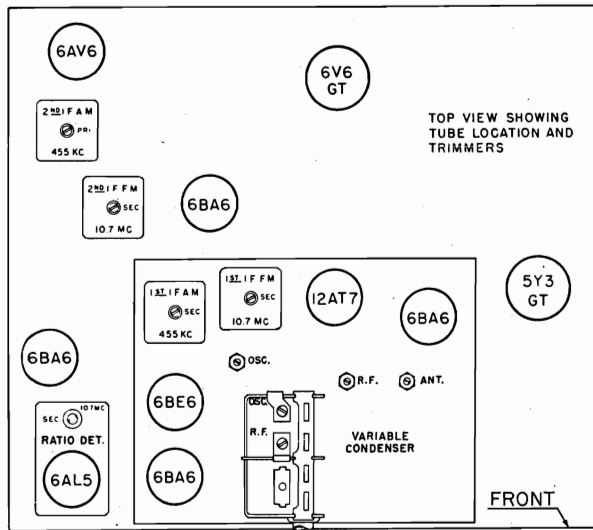 6AV6
6V6
GT
TOP VIEW SHOWING
TUBE LOCATION AND
TRIMMERS
2ND I F A M
PRI
455 KC
2ND I F F M
SEC
10.7 MC
6BA6
1ST I F A M
SEC
455 KC
1ST I F F M
SEC
10.7 MC
12AT7
6BA6
5Y3
GT
6BA6
OSC.
R.F.
ANT.
6BE6
OSC.
R.F.
VARIABLE
CONDENSER
SEC
10.7MC
RATIO DET.
6AL5
6BA6
FRONT